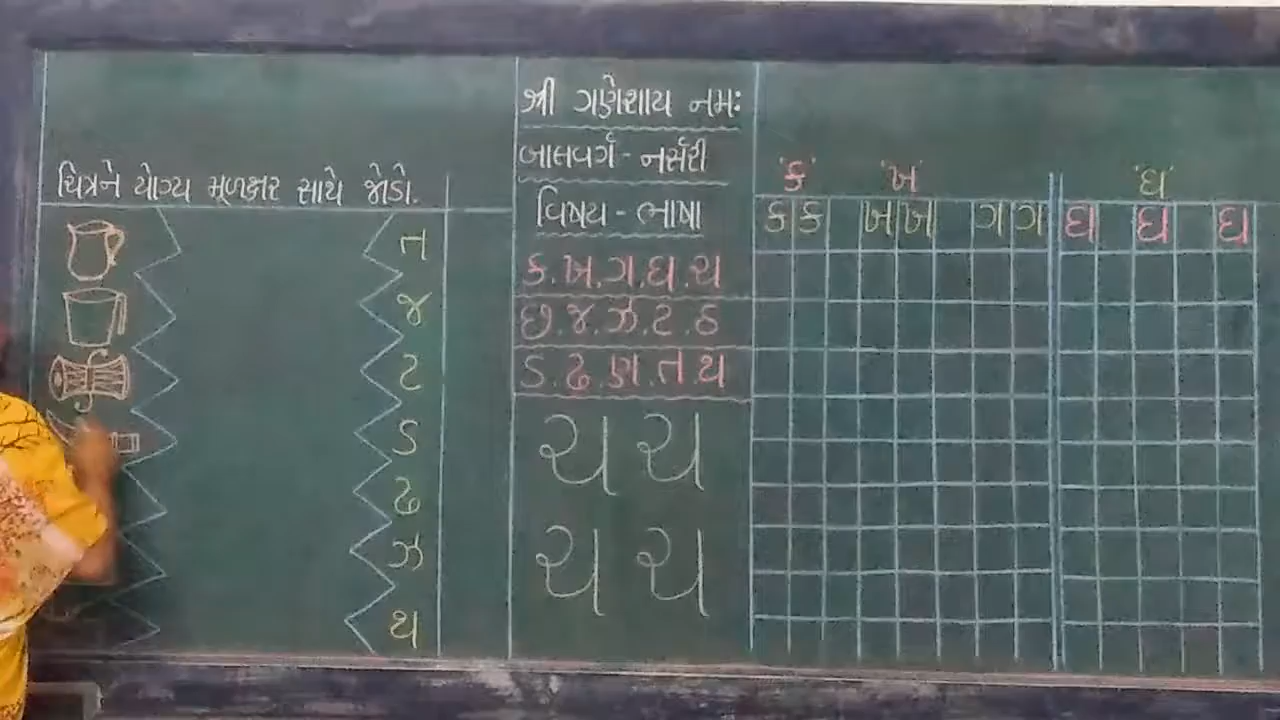 ચિત્રને યોગ્ય મૂળાક્ષર સાથે જોડો.
ત
જ
ટ
ડ
ઢ
ઝ
થ
શ્રી ગણેશાય નમઃ
બાલવર્ગ - નર્સરી
વિષય - ભાષા
ક.ખ.ગ.ઘ.ચ
છ.જ.ઝ.ટ.ઠ
ડ.ઢ.ણ.ત.થ
ચ ચ
ચ ચ
'ક' 'ખ' 'ઘ'
ક ક ખ ખ ગ ગ ઘ ઘ ઘ